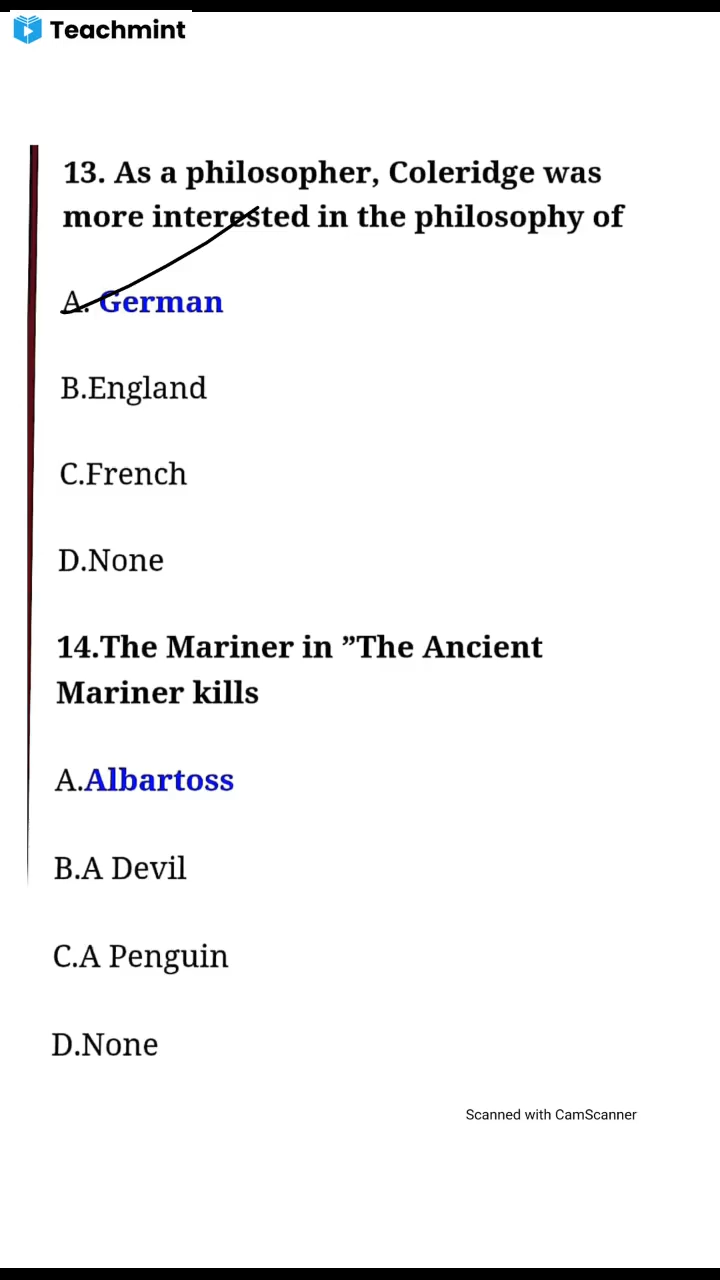 Teachmint
13. As a philosopher, Coleridge was
more interested in the philosophy of
A. German
B.England
C.French
D.None
14.The Mariner in ”The Ancient
Mariner kills
A.Albartoss
B.A Devil
C.A Penguin
D.None
Scanned with CamScanner